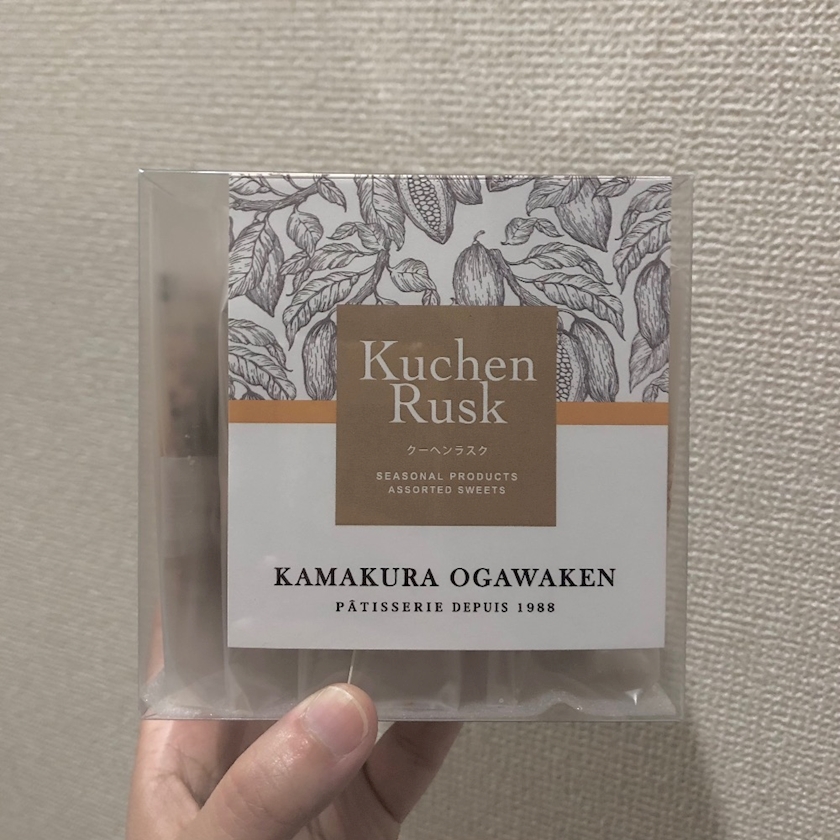 Kuchen
Rusk
クーヘンラスク
SEASONAL PRODUCTS
ASSORTED SWEETS
KAMAKURA OGAWAKEN
PÂTISSERIE DEPUIS 1988